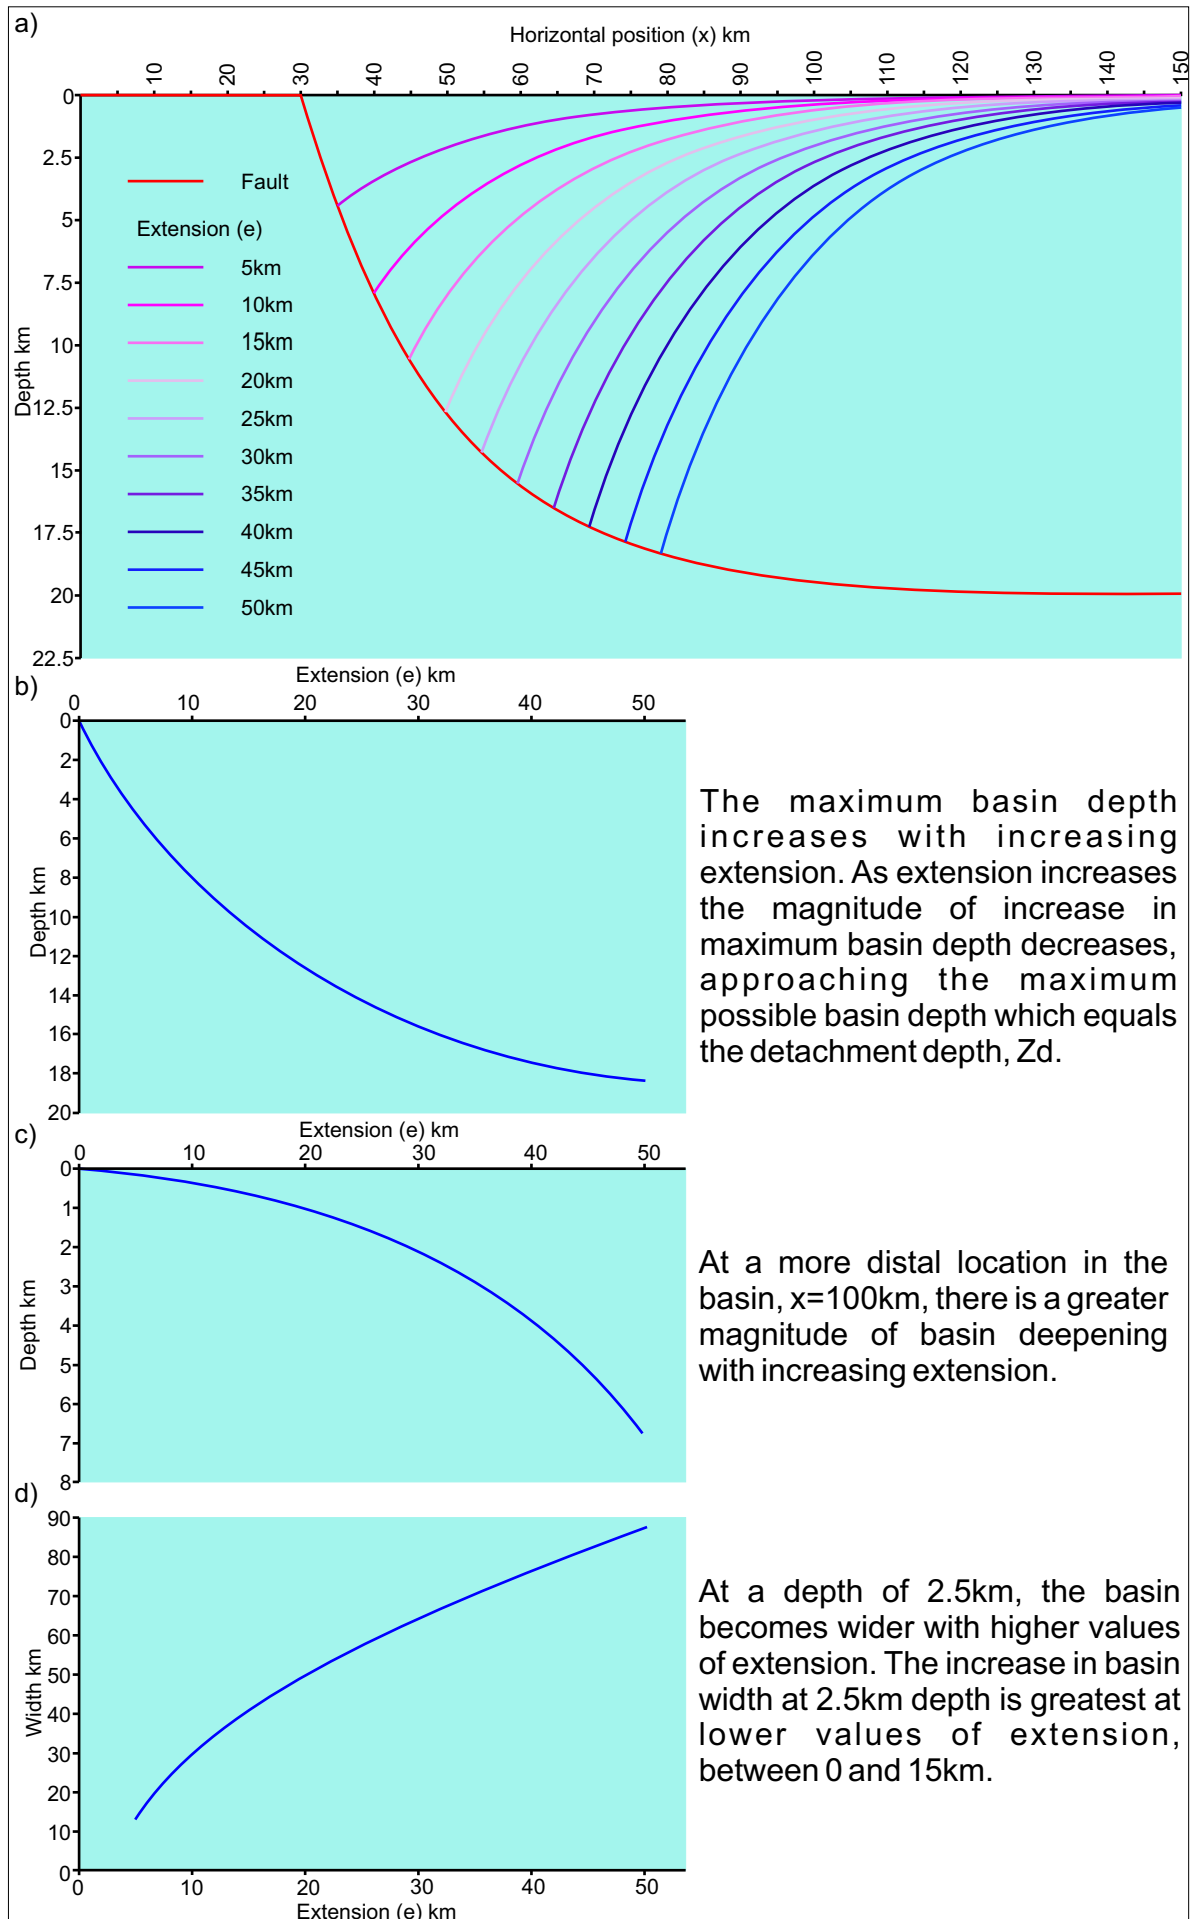 a)
Horizontal position (x) km
10 20 30 40 50 60 70 80 90 100 110 120 130 140 150
0
2.5
5
7.5
10
12.5
15
17.5
20
22.5
Depth km
Fault
Extension (e)
5km
10km
15km
20km
25km
30km
35km
40km
45km
50km
b)
Extension (e) km
0 10 20 30 40 50
0
2
4
6
8
10
12
14
16
18
20
Depth km
The maximum basin depth
increases with increasing
extension. As extension increases
the magnitude of increase in
maximum basin depth decreases,
approaching the maximum
possible basin depth which equals
the detachment depth, Zd.
c)
Extension (e) km
0 10 20 30 40 50
0
1
2
3
4
5
6
7
8
Depth km
At a more distal location in the
basin, x=100km, there is a greater
magnitude of basin deepening
with increasing extension.
d)
90
80
70
60
50
40
30
20
10
0
Width km
0 10 20 30 40 50
Extension (e) km
At a depth of 2.5km, the basin
becomes wider with higher values
of extension. The increase in basin
width at 2.5km depth is greatest at
lower values of extension,
between 0 and 15km.